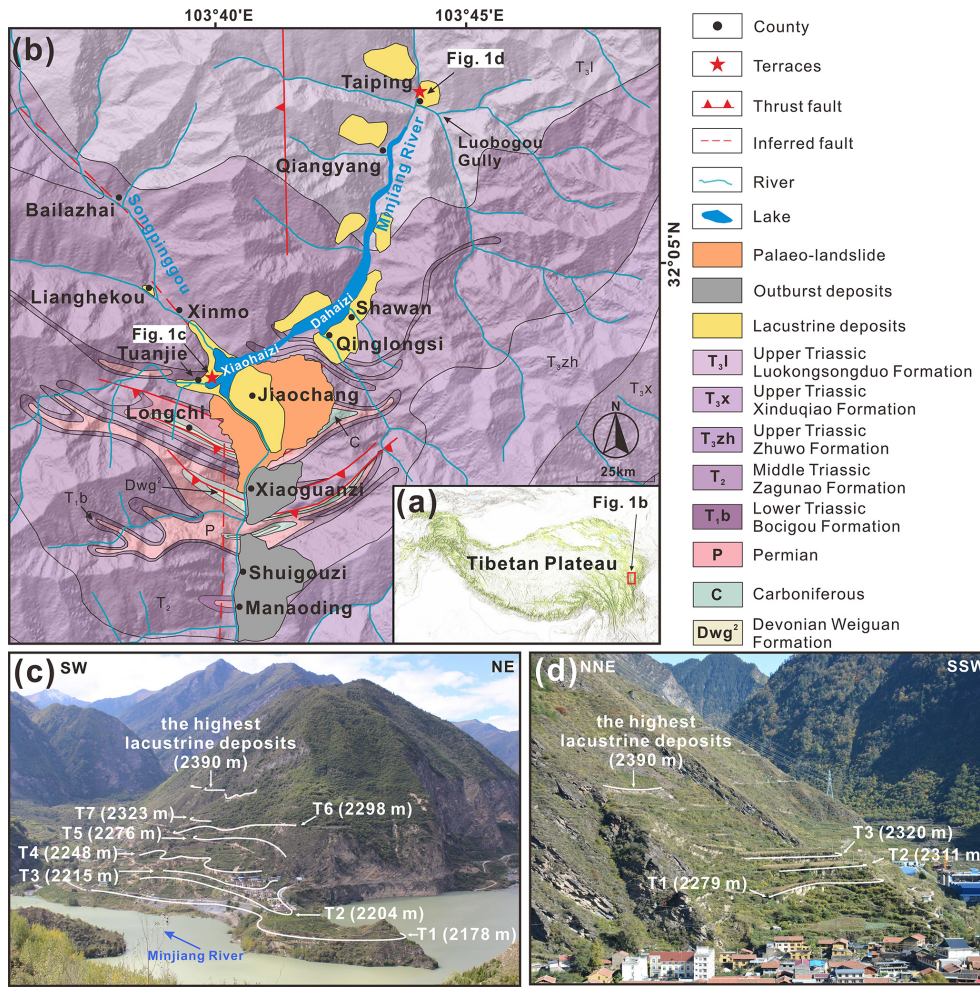 103°40'E
103°45'E
(b)
Taiping
Fig. 1d
T₃l
Luobogou
Gully
Qiangyang
Minjiang River
Bailazhai
Songpinggou
32°05'N
Lianghekou
Xinmo
Dahaizi
Shawan
Fig. 1c
Tuanjie
Xiaohaizi
Qinglongsi
T₃zh
T₃x
Jiaochang
Longchi
C
N
25km
Dwg²
Xiaoguanzi
T₁b
P
Shuigouzi
T₂
Manaoding
(a)
Fig. 1b
Tibetan Plateau
County
Terraces
Thrust fault
Inferred fault
River
Lake
Palaeo-landslide
Outburst deposits
Lacustrine deposits
T₃l Upper Triassic
Luokongsongduo Formation
T₃x Upper Triassic
Xinduqiao Formation
T₃zh Upper Triassic
Zhuwo Formation
T₂ Middle Triassic
Zagunao Formation
T₁b Lower Triassic
Bocigou Formation
P Permian
C Carboniferous
Dwg² Devonian Weiguan
Formation
(c) SW
NE
the highest
lacustrine deposits
(2390 m)
T7 (2323 m)
T6 (2298 m)
T5 (2276 m)
T4 (2248 m)
T3 (2215 m)
T2 (2204 m)
T1 (2178 m)
Minjiang River
(d) NNE
SSW
the highest
lacustrine deposits
(2390 m)
T3 (2320 m)
T2 (2311 m)
T1 (2279 m)